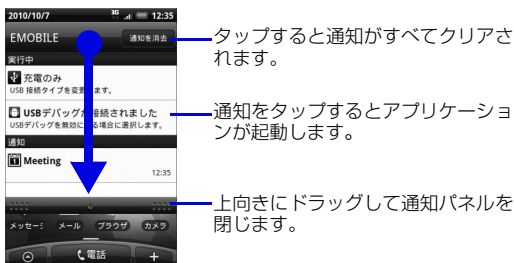 2010/10/7 3G 12:35
EMOBILE 通知を消去
実行中
充電のみ
USB 接続タイプを変更します。
USBデバッグが接続されました
USBデバッグを無効にする場合に選択します。
通知
Meeting
12:35
メッセージ メール ブラウザ カメラ
電話 +
タップすると通知がすべてクリアさ
れます。
通知をタップするとアプリケーショ
ンが起動します。
上向きにドラッグして通知パネルを
閉じます。